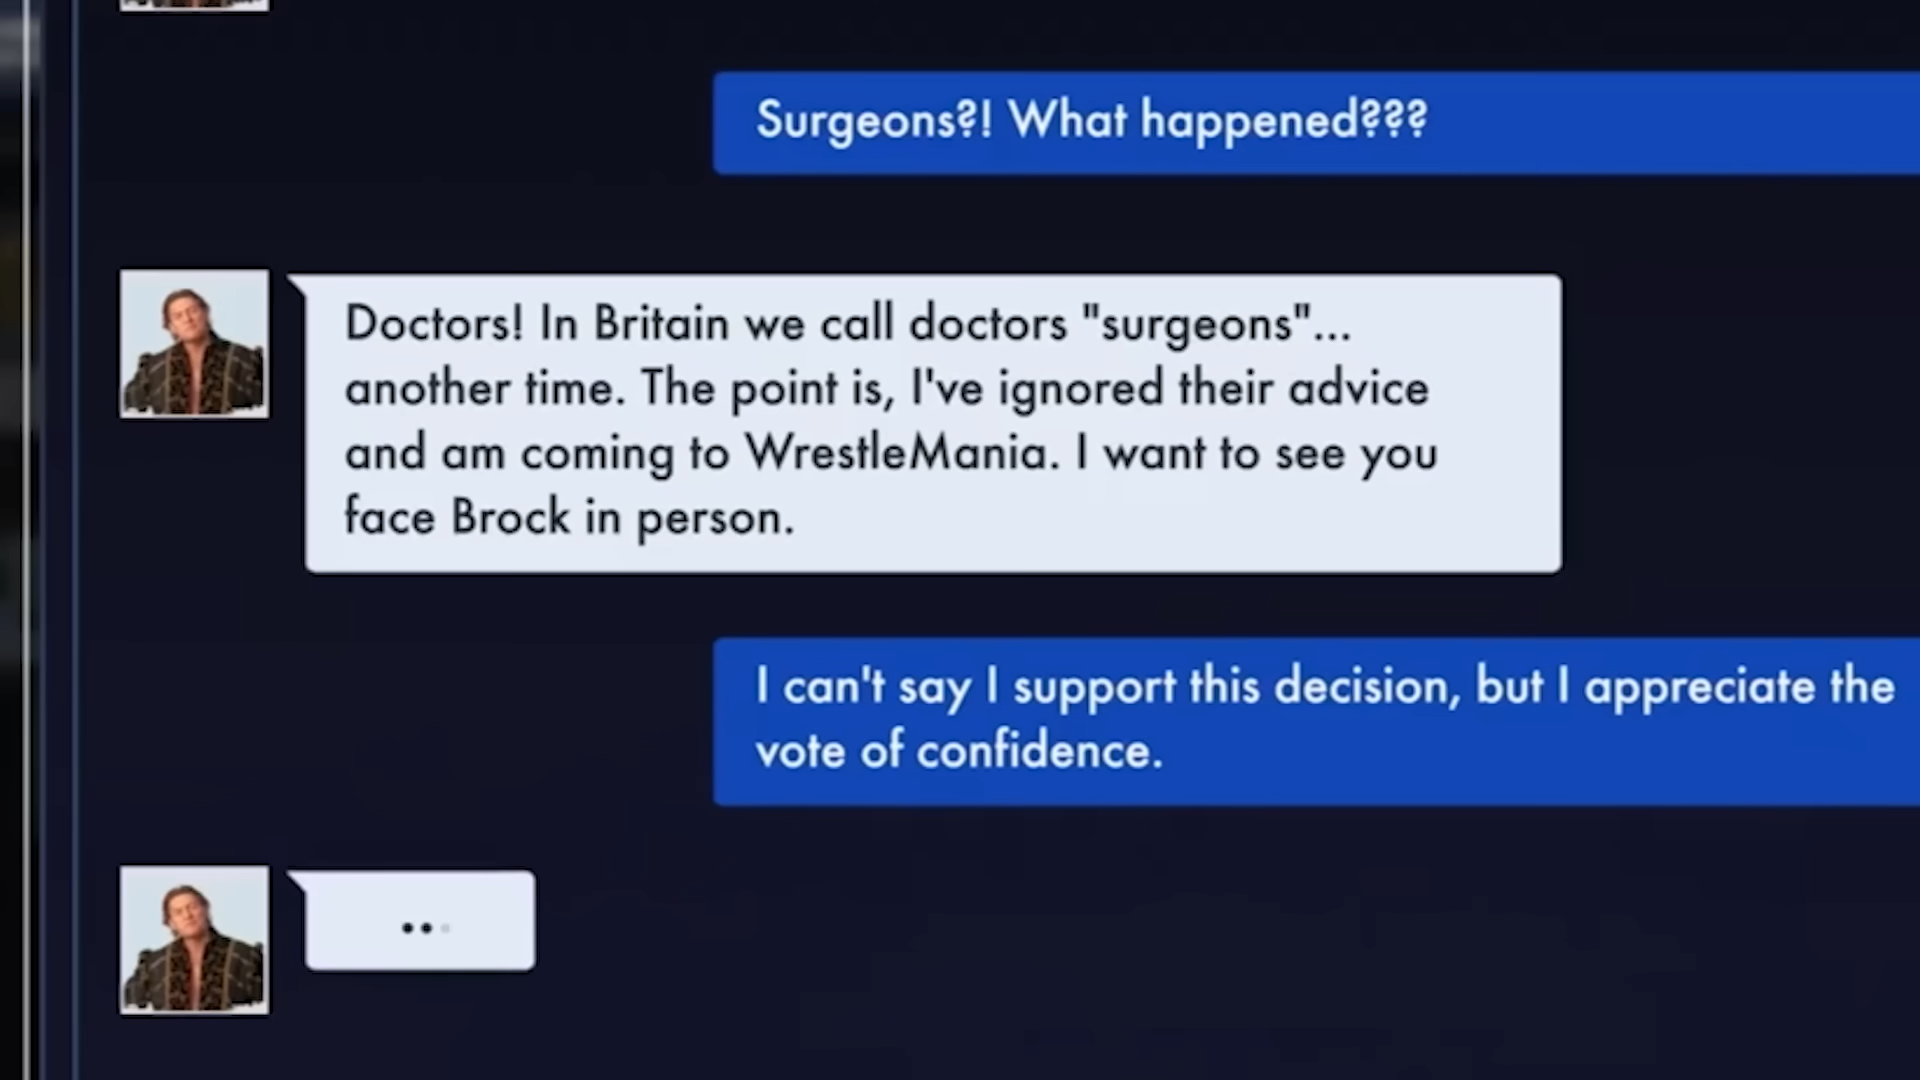 Surgeons?! What happened???
Doctors! In Britain we call doctors "surgeons"...
another time. The point is, I've ignored their advice
and am coming to WrestleMania. I want to see you
face Brock in person.
I can't say I support this decision, but I appreciate the
vote of confidence.